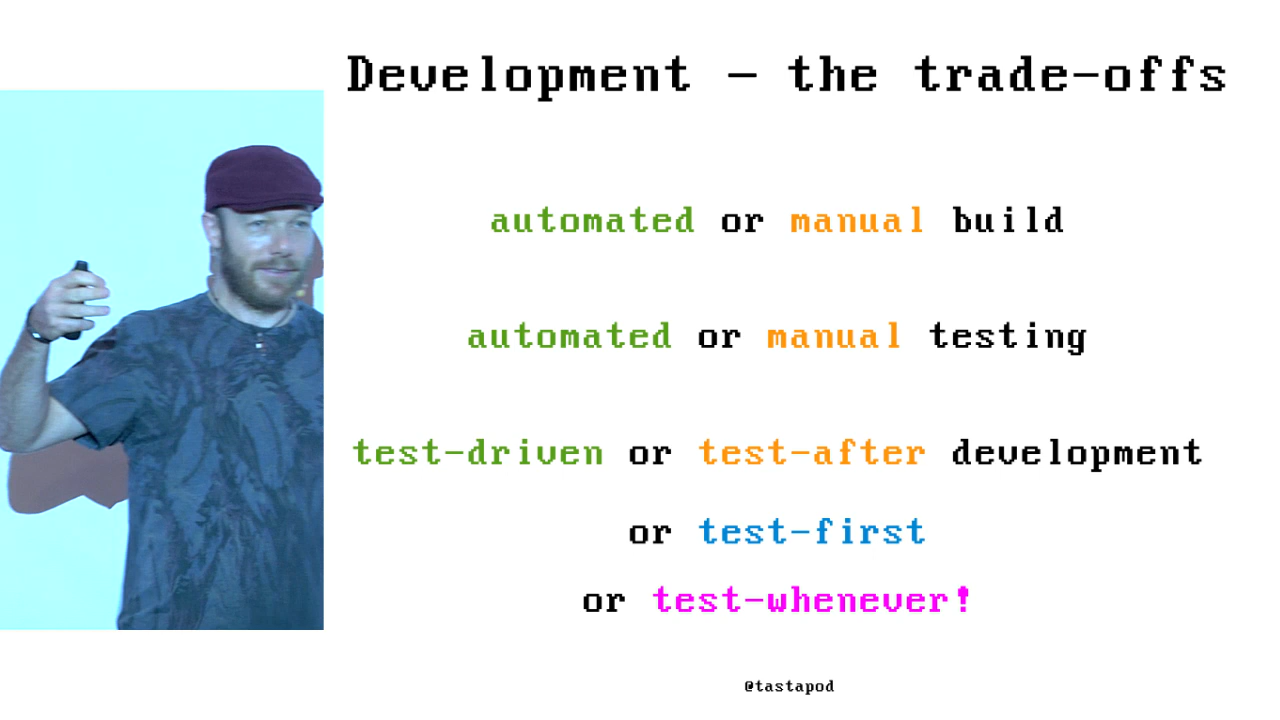 Development - the trade-offs
automated or manual build
automated or manual testing
test-driven or test-after development
or test-first
or test-whenever!
@tastapod